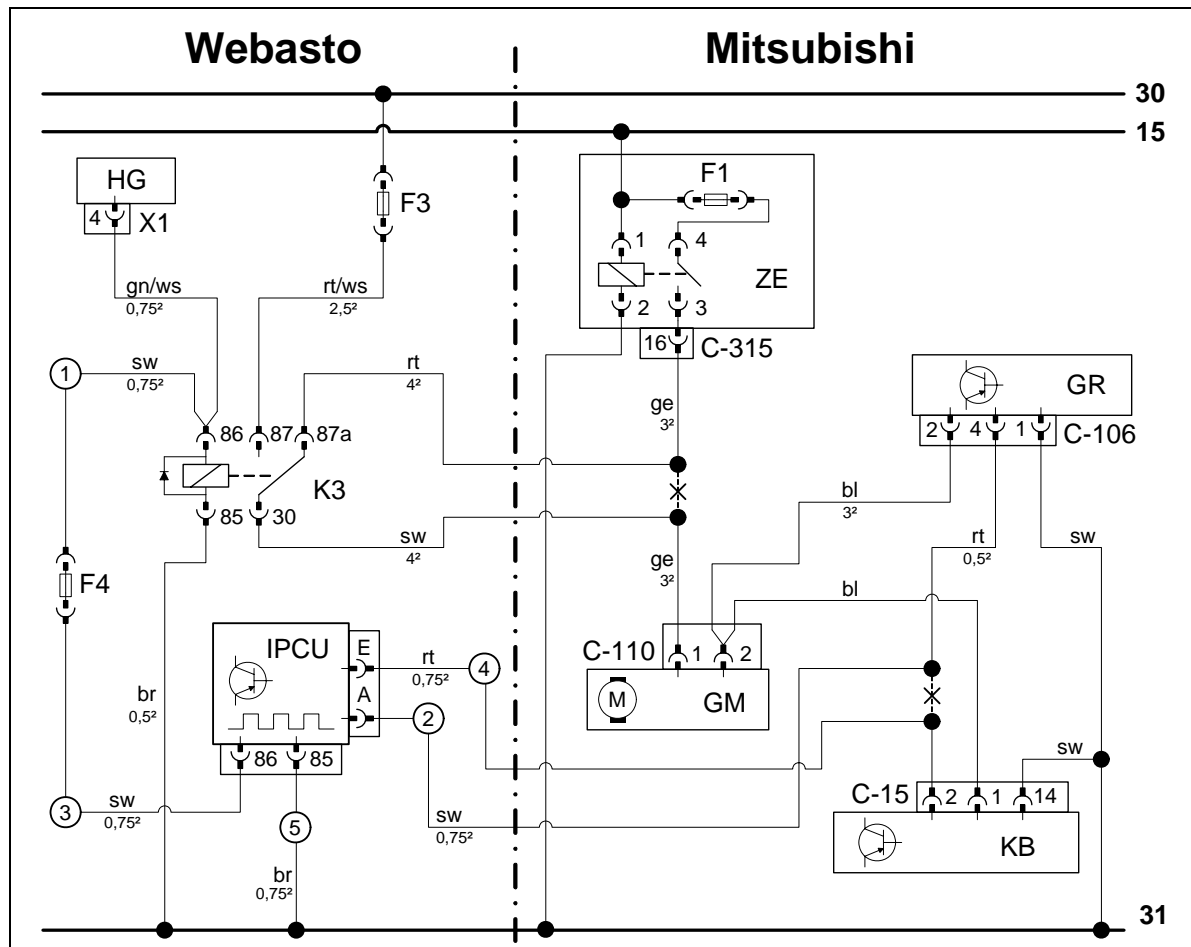 Webasto
Mitsubishi
30
15
HG
4
X1
F3
F1
1
4
ZE
2
3
16
C-315
gn/ws
0,75²
rt/ws
2,5²
1
sw
0,75²
rt
4²
ge
3²
GR
2
4
1
C-106
86
87
87a
K3
85
30
sw
4²
ge
3²
bl
3²
rt
0,5²
sw
bl
F4
IPCU
E
A
rt
0,75²
4
2
C-110
1
2
M
GM
br
0,5²
86
85
3
sw
0,75²
5
br
0,75²
sw
0,75²
sw
C-15
2
1
14
KB
31